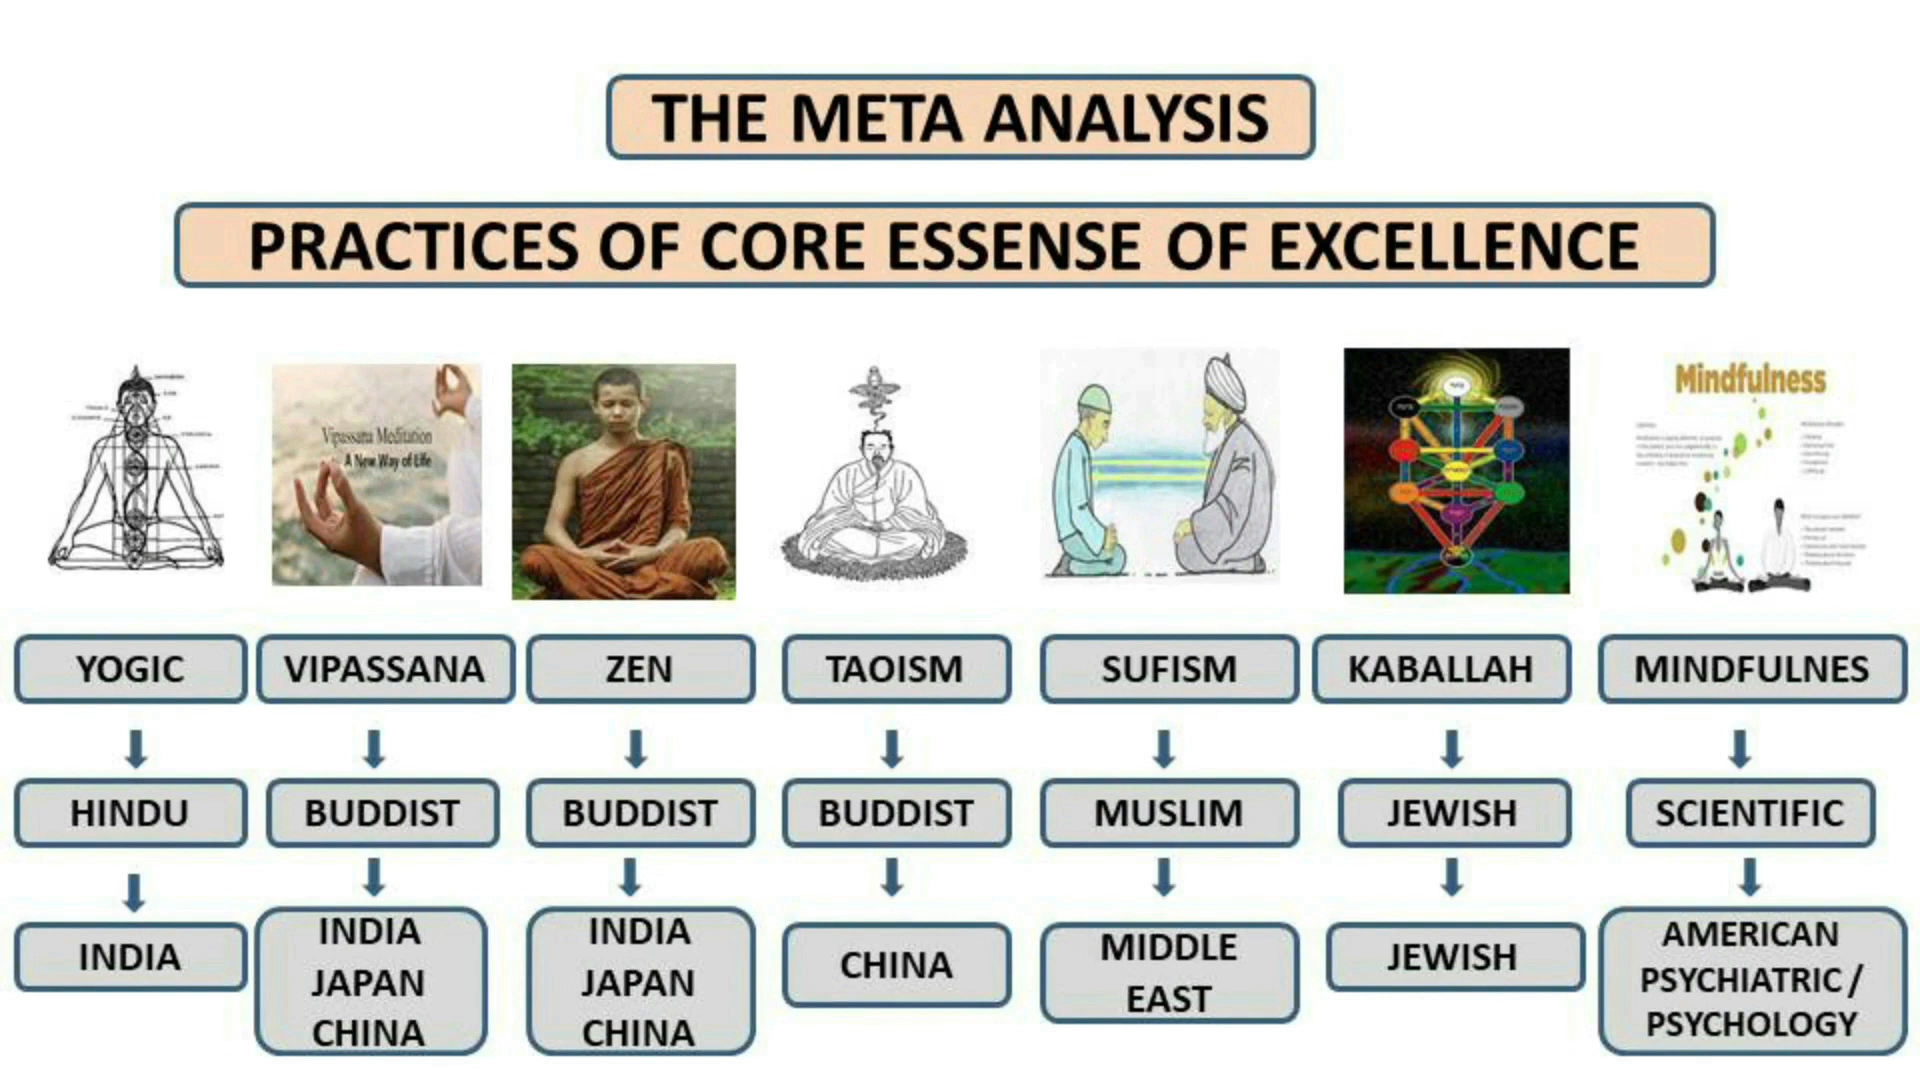 THE META ANALYSIS
PRACTICES OF CORE ESSENSE OF EXCELLENCE
Vipassana Meditation
A New Way of Life
Mindfulness
YOGIC
VIPASSANA
ZEN
TAOISM
SUFISM
KABALLAH
MINDFULNES
HINDU
BUDDIST
BUDDIST
BUDDIST
MUSLIM
JEWISH
SCIENTIFIC
INDIA
INDIA
JAPAN
CHINA
INDIA
JAPAN
CHINA
CHINA
MIDDLE
EAST
JEWISH
AMERICAN
PSYCHIATRIC /
PSYCHOLOGY